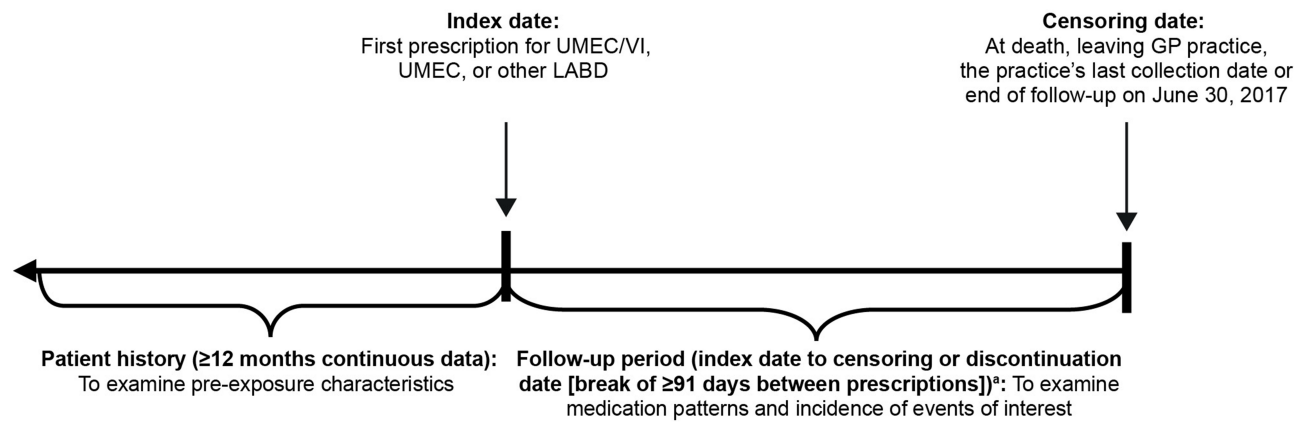 Index date:
First prescription for UMEC/VI,
UMEC, or other LABD
Censoring date:
At death, leaving GP practice,
the practice's last collection date or
end of follow-up on June 30, 2017
Patient history (≥12 months continuous data):
To examine pre-exposure characteristics
Follow-up period (index date to censoring or discontinuation
date [break of ≥91 days between prescriptions])ᵃ: To examine
medication patterns and incidence of events of interest